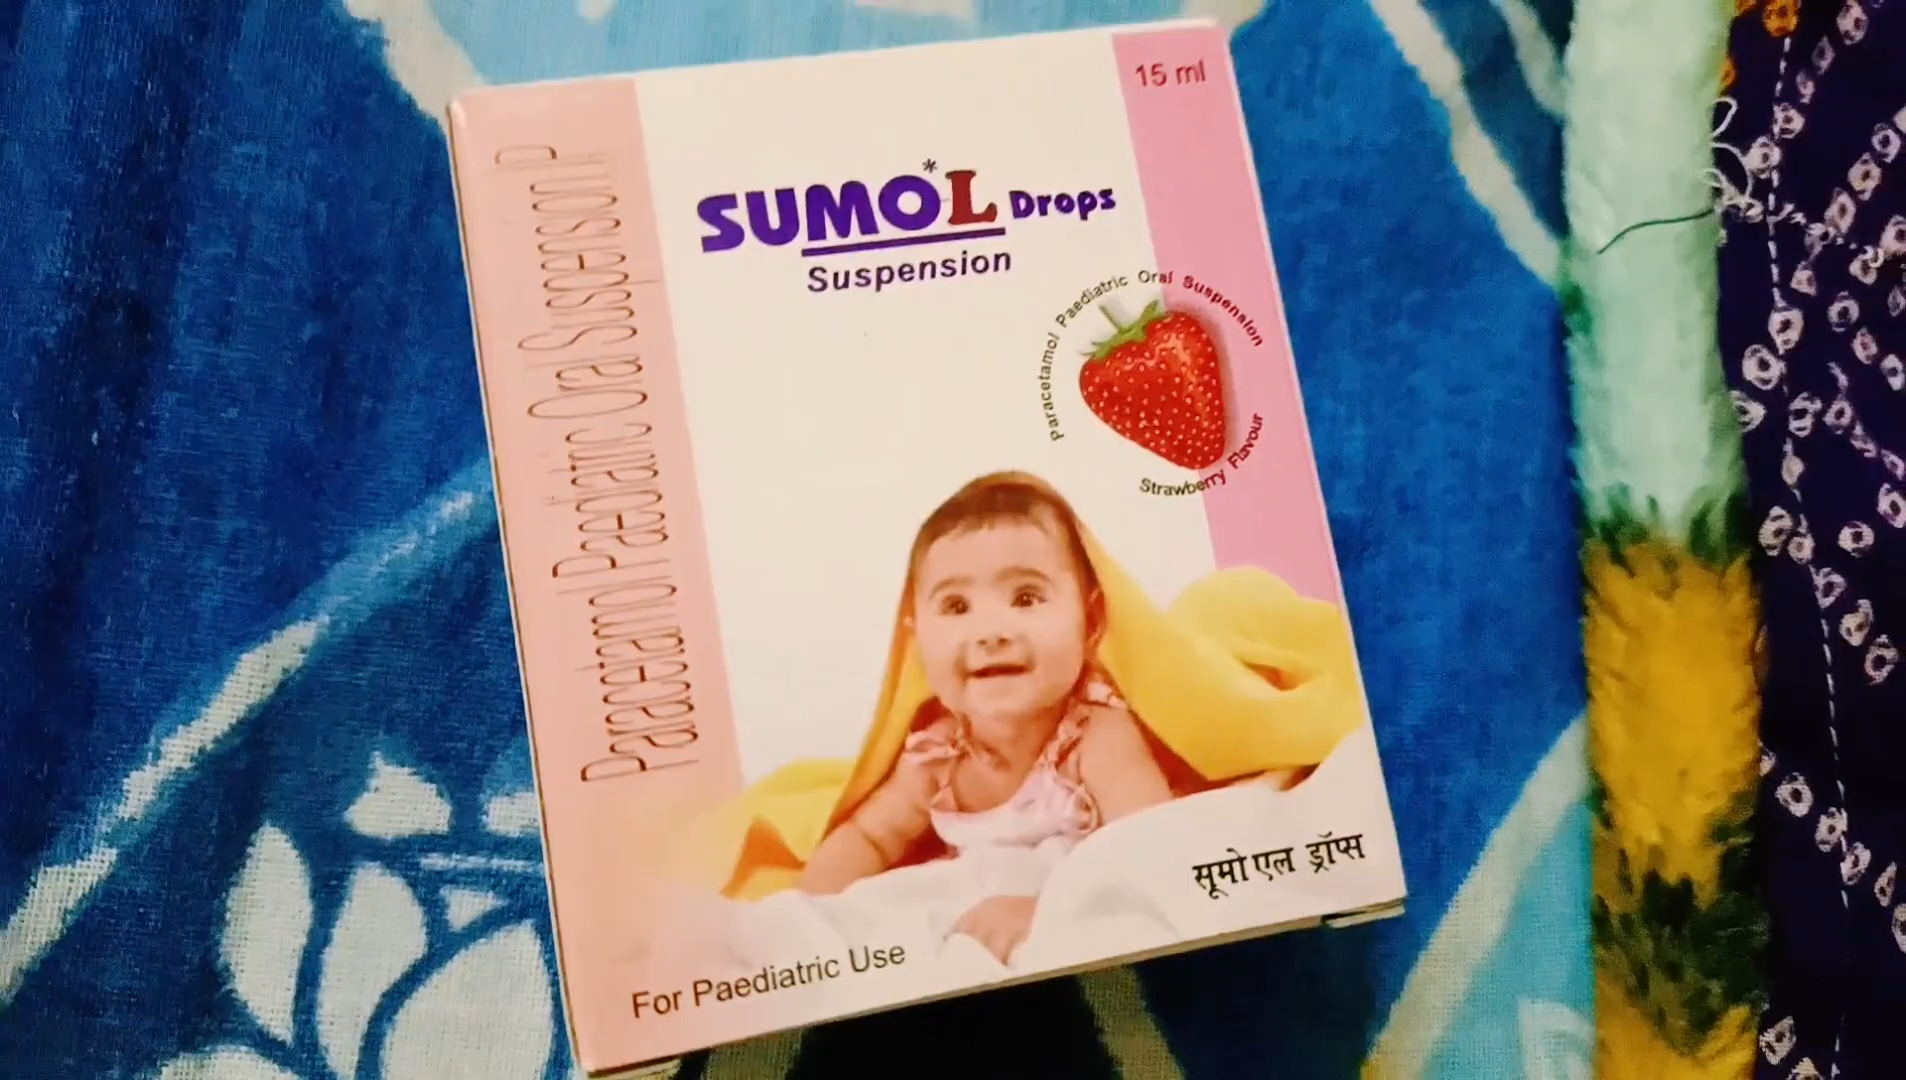 15 ml
Paracetamol Paediatric Oral Suspension IP
SUMO*L Drops
Suspension
Paracetamol Paediatric Oral Suspension
Strawberry Flavour
सूमो एल ड्रॉप्स
For Paediatric Use